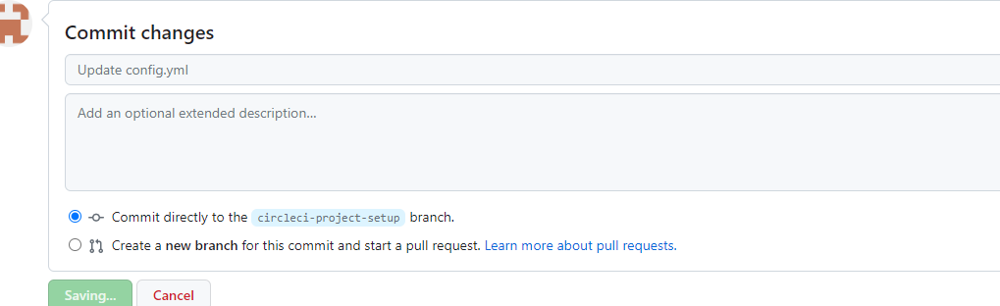 Commit changes
Update config.yml
Add an optional extended description...
Commit directly to the circleci-project-setup branch.
Create a new branch for this commit and start a pull request. Learn more about pull requests.
Saving... Cancel